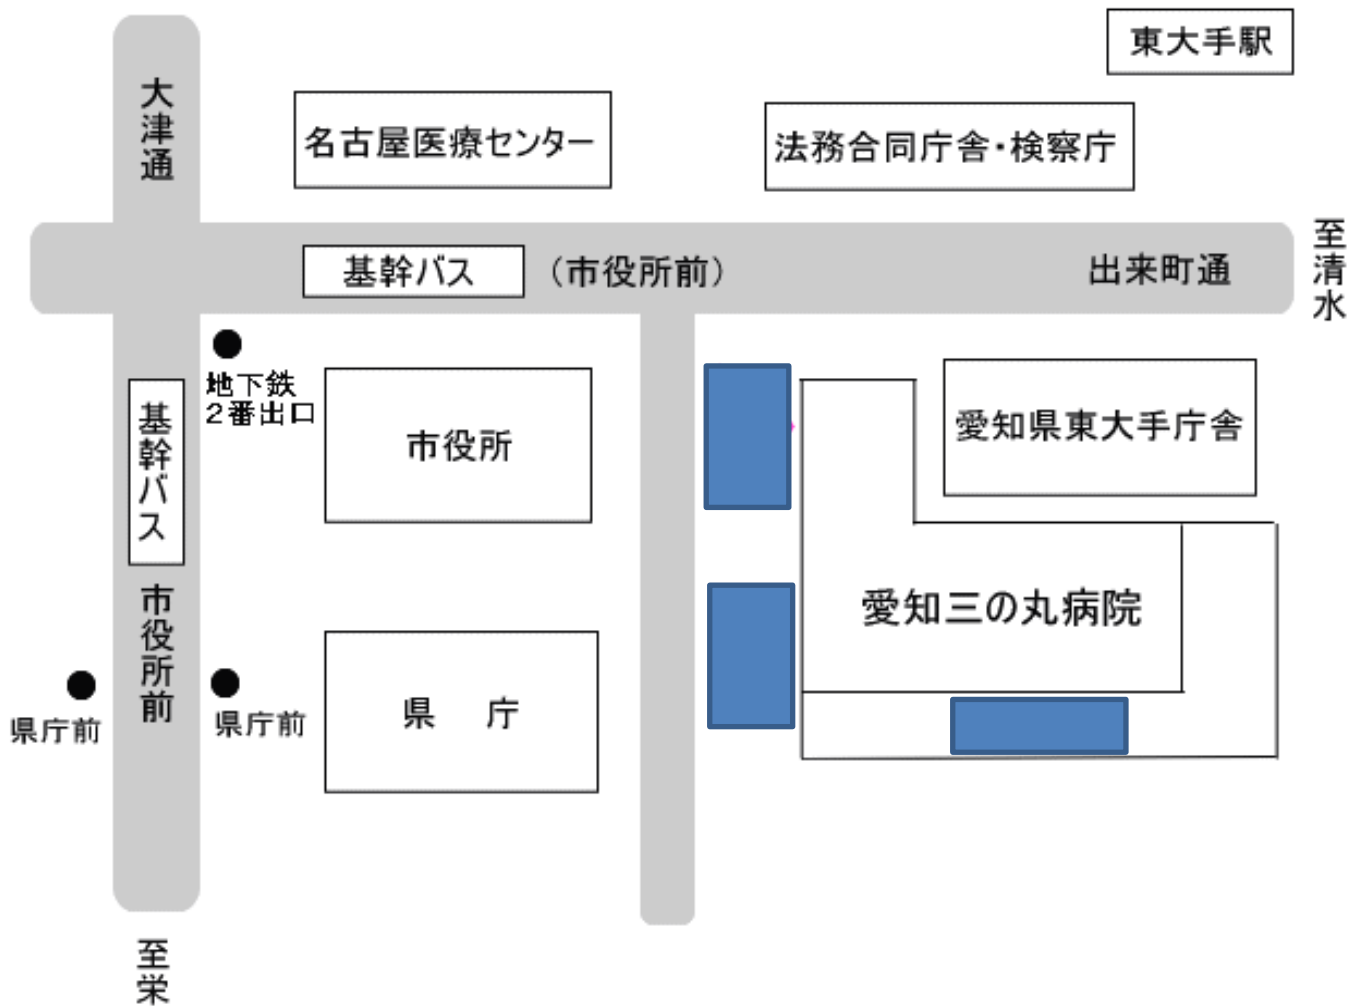 東大手駅
大津通
名古屋医療センター
法務合同庁舎・検察庁
基幹バス
(市役所前)
出来町通
至清水
地下鉄
2番出口
基幹バス
市役所
愛知県東大手庁舎
愛知三の丸病院
市役所前
県庁前
県庁前
県　庁
至栄